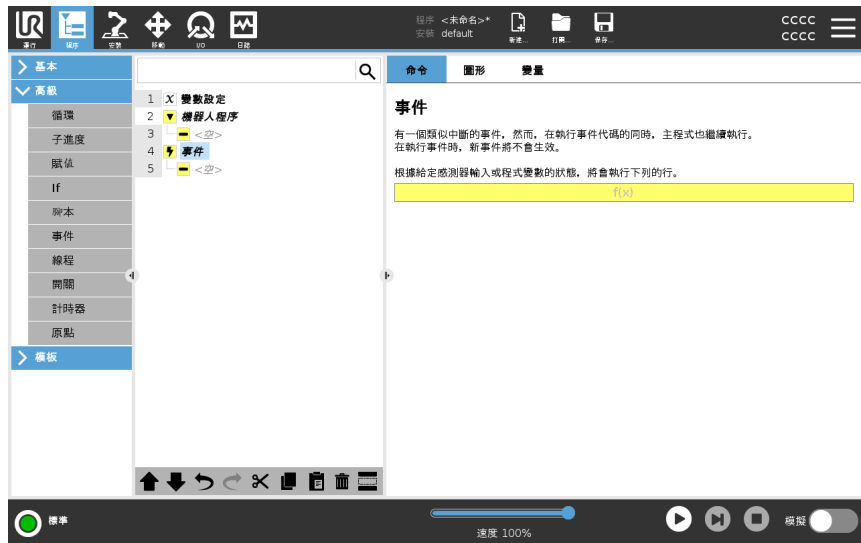 程序 <未命名>*
安裝 default
cccc
cccc
運行 程序 安裝 移動 I/O 日誌
新建... 打開... 保存...
基本
高級
循環
子進度
賦值
If
腳本
事件
線程
開關
計時器
原點
模板
1 x 變數設定
2 機器人程序
3 <空>
4 事件
5 <空>
命令 圖形 變量
事件
有一個類似中斷的事件，然而，在執行事件代碼的同時，主程式也繼續執行。
在執行事件時，新事件將不會生效。
根據給定感測器輸入或程式變數的狀態，將會執行下列的行。
f(x)
標準
速度 100%
模擬